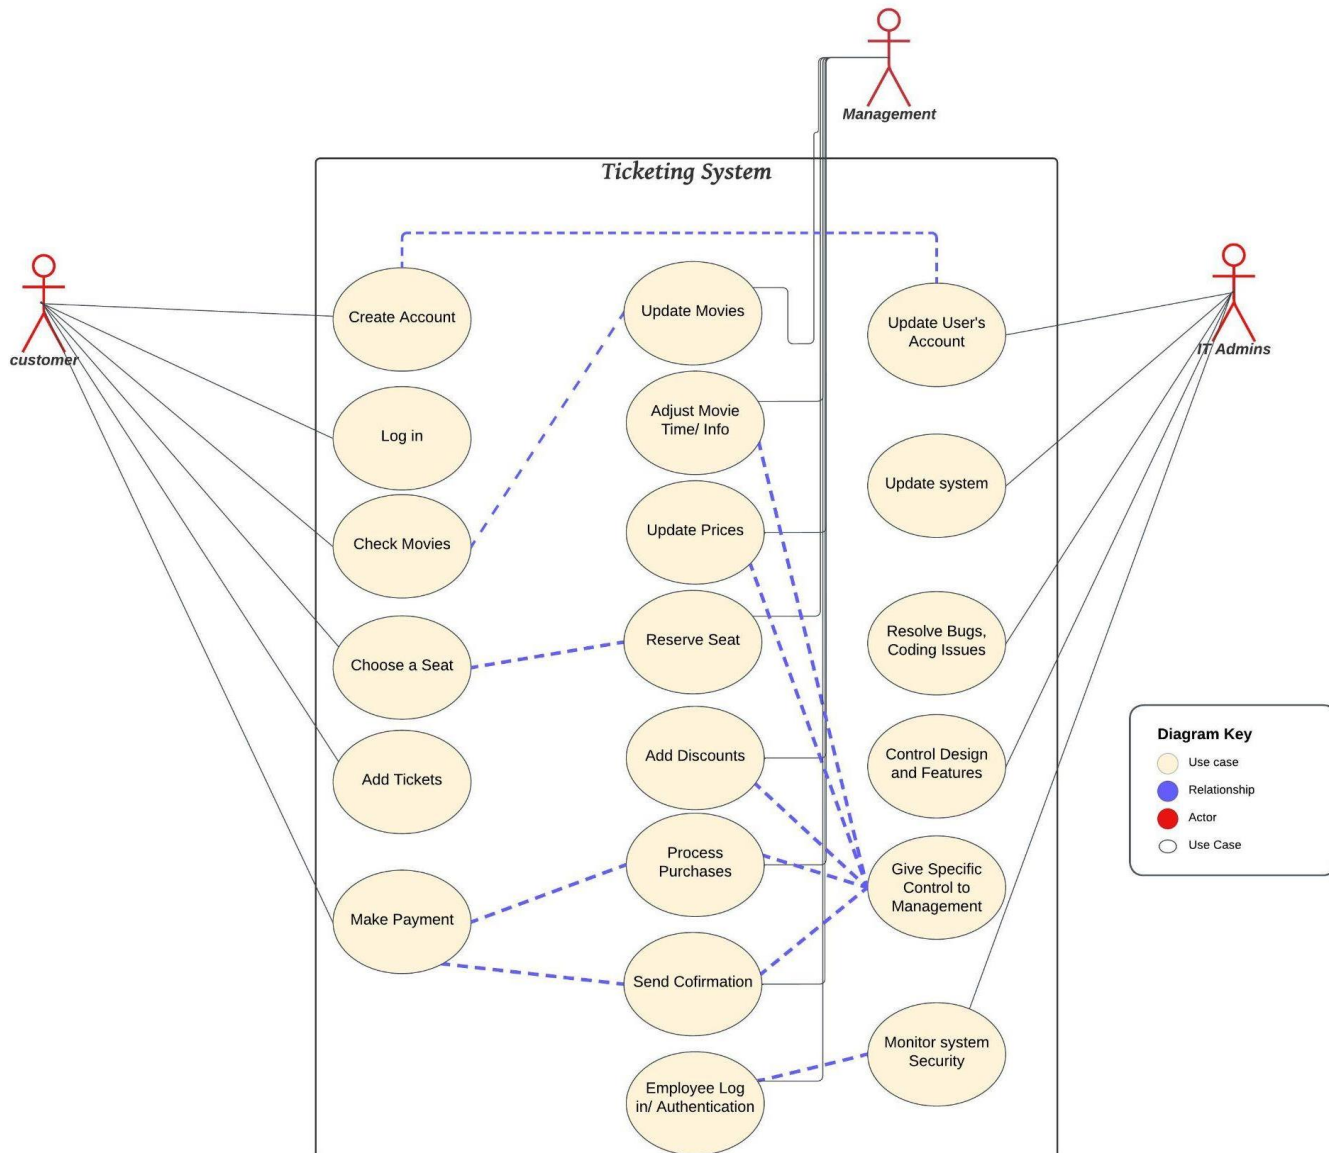 Management
Ticketing System
customer
IT Admins
Create Account
Log in
Check Movies
Choose a Seat
Add Tickets
Make Payment
Update Movies
Adjust Movie
Time/ Info
Update Prices
Reserve Seat
Add Discounts
Process
Purchases
Send Cofirmation
Employee Log
in/ Authentication
Update User's
Account
Update system
Resolve Bugs,
Coding Issues
Control Design
and Features
Give Specific
Control to
Management
Monitor system
Security
Diagram Key
Use case
Relationship
Actor
Use Case